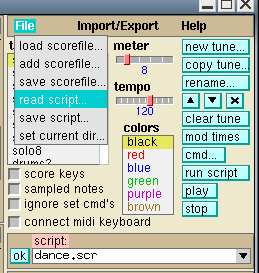 File Import/Export Help
load scorefile...
add scorefile...
save scorefile...
read script...
save script...
set current dir...
solo8
drums2
score keys
sampled notes
ignore set cmd's
connect midi keyboard
meter
8
tempo
120
colors
black
red
blue
green
purple
brown
new tune...
copy tune...
rename...
clear tune
mod times
cmd...
run script
play
stop
script:
ok dance.scr